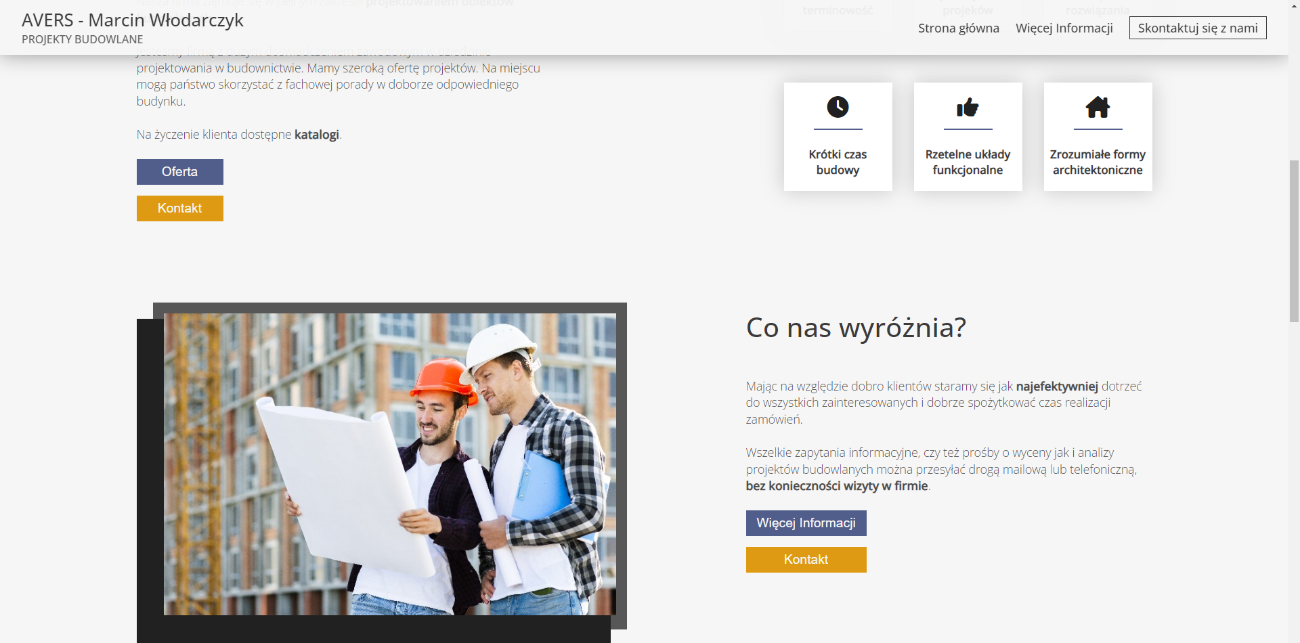 AVERS - Marcin Włodarczyk
PROJEKTY BUDOWLANE
Strona główna
Więcej Informacji
Skontaktuj się z nami
projektowaniem obiektów
terminowość
projeków
rozwiązania
projektowania w budownictwie. Mamy szeroką ofertę projektów. Na miejscu
mogą państwo skorzystać z fachowej porady w doborze odpowiedniego
budynku.
Na życzenie klienta dostępne katalogi.
Oferta
Kontakt
Krótki czas
budowy
Rzetelne układy
funkcjonalne
Zrozumiałe formy
architektoniczne
Co nas wyróżnia?
Mając na względzie dobro klientów staramy się jak najefektywniej dotrzeć
do wszystkich zainteresowanych i dobrze spożytkować czas realizacji
zamówień.
Wszelkie zapytania informacyjne, czy też prośby o wyceny jak i analizy
projektów budowlanych można przesyłać drogą mailową lub telefoniczną,
bez konieczności wizyty w firmie.
Więcej Informacji
Kontakt